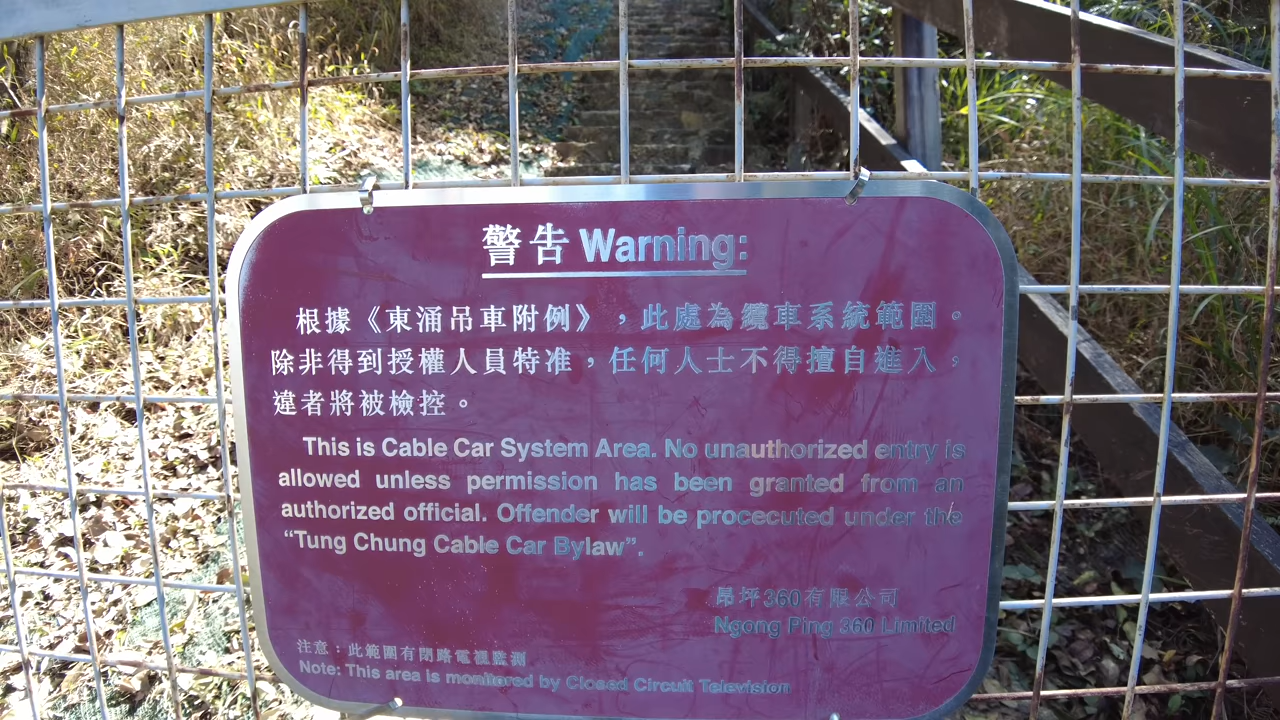 警告 Warning:
根據《東涌吊車附例》，此處為纜車系統範圍。
除非得到授權人員特准，任何人士不得擅自進入，
違者將被檢控。
This is Cable Car System Area. No unauthorized entry is
allowed unless permission has been granted from an
authorized official. Offender will be procecuted under the
“Tung Chung Cable Car Bylaw”.
昂坪360有限公司
Ngong Ping 360 Limited
注意：此範圍有閉路電視監測
Note: This area is monitored by Closed Circuit Television